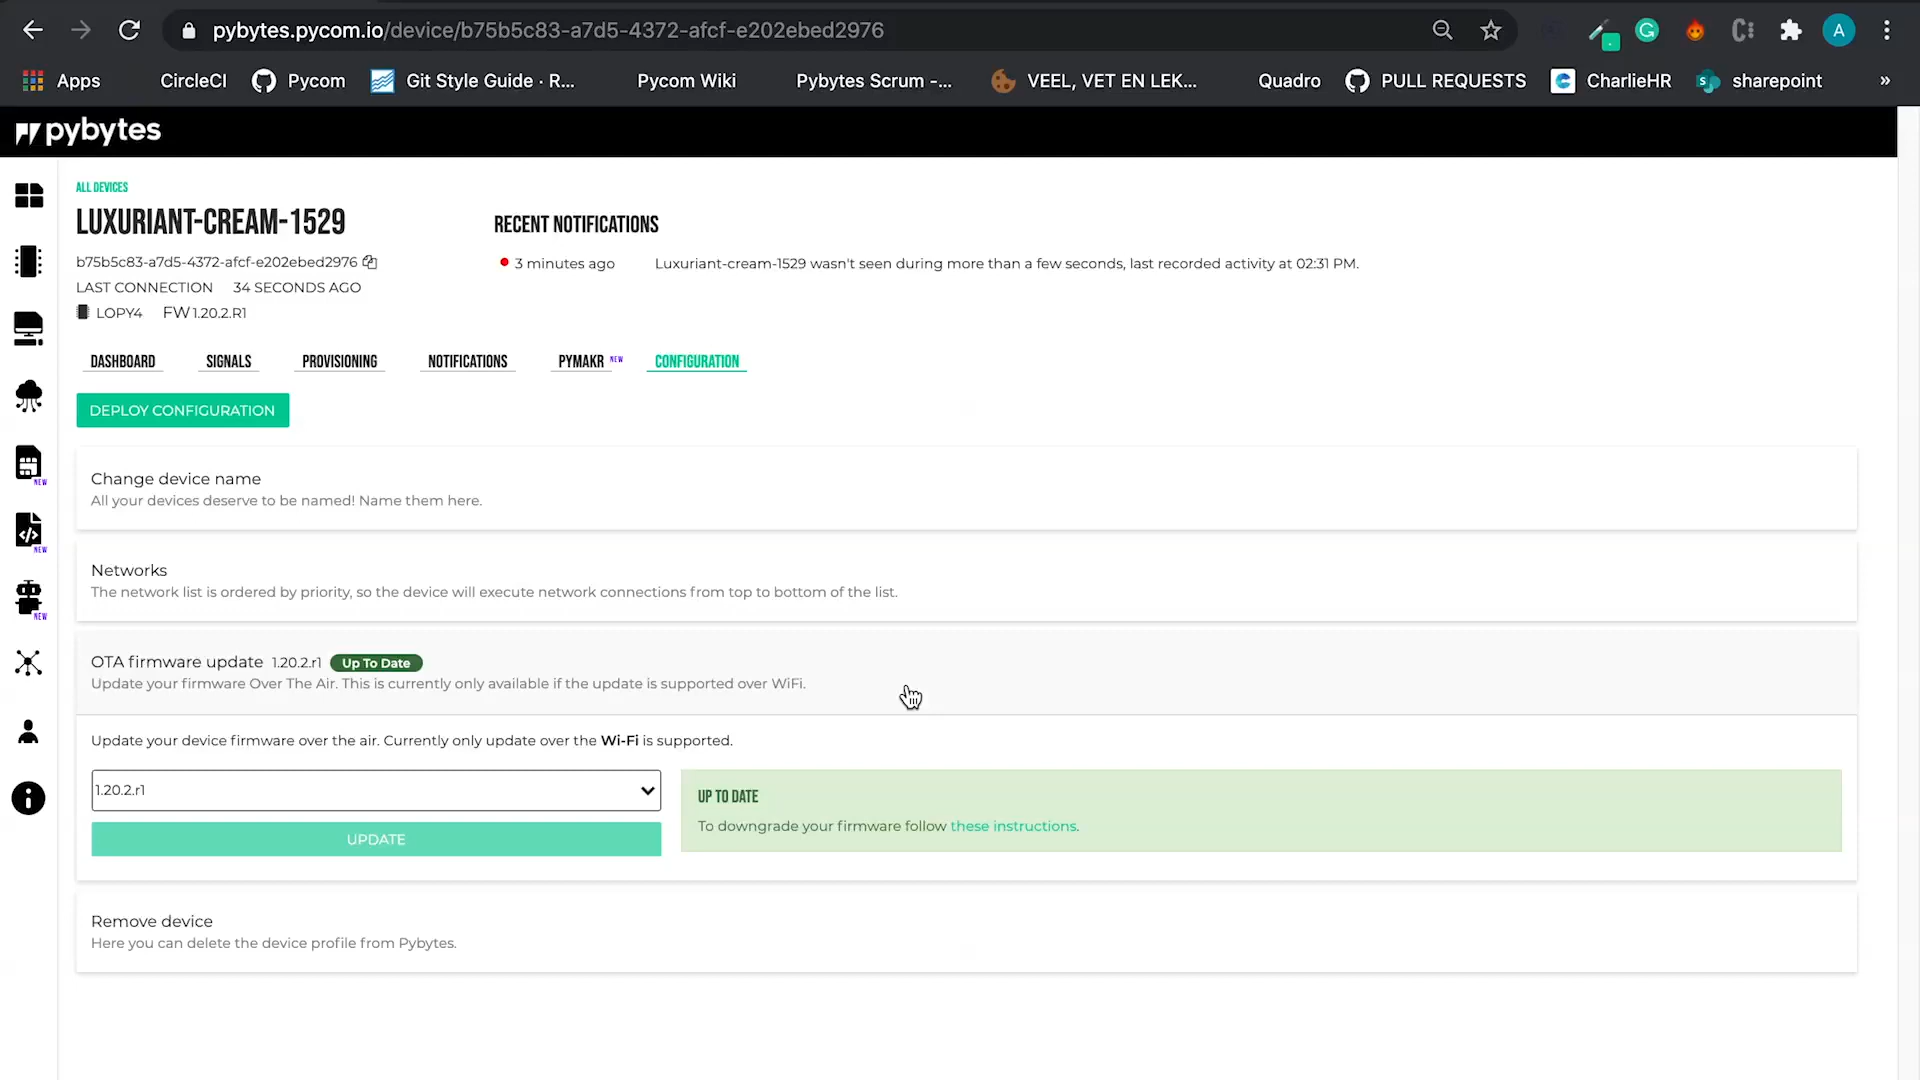 pybytes.pycom.io/device/b75b5c83-a7d5-4372-afcf-e202ebed2976
A
Apps CircleCI Pycom Git Style Guide · R... Pycom Wiki Pybytes Scrum -... VEEL, VET EN LEK... Quadro PULL REQUESTS CharlieHR sharepoint »
pybytes
ALL DEVICES
LUXURIANT-CREAM-1529
b75b5c83-a7d5-4372-afcf-e202ebed2976
LAST CONNECTION 34 SECONDS AGO
LOPY4 FW 1.20.2.R1
RECENT NOTIFICATIONS
3 minutes ago Luxuriant-cream-1529 wasn't seen during more than a few seconds, last recorded activity at 02:31 PM.
DASHBOARD SIGNALS PROVISIONING NOTIFICATIONS PYMAKR NEW CONFIGURATION
DEPLOY CONFIGURATION
Change device name
All your devices deserve to be named! Name them here.
NEW
Networks
The network list is ordered by priority, so the device will execute network connections from top to bottom of the list.
NEW
NEW
OTA firmware update 1.20.2.r1 Up To Date
Update your firmware Over The Air. This is currently only available if the update is supported over WiFi.
Update your device firmware over the air. Currently only update over the Wi-Fi is supported.
1.20.2.r1
UPDATE
UP TO DATE
To downgrade your firmware follow these instructions.
Remove device
Here you can delete the device profile from Pybytes.